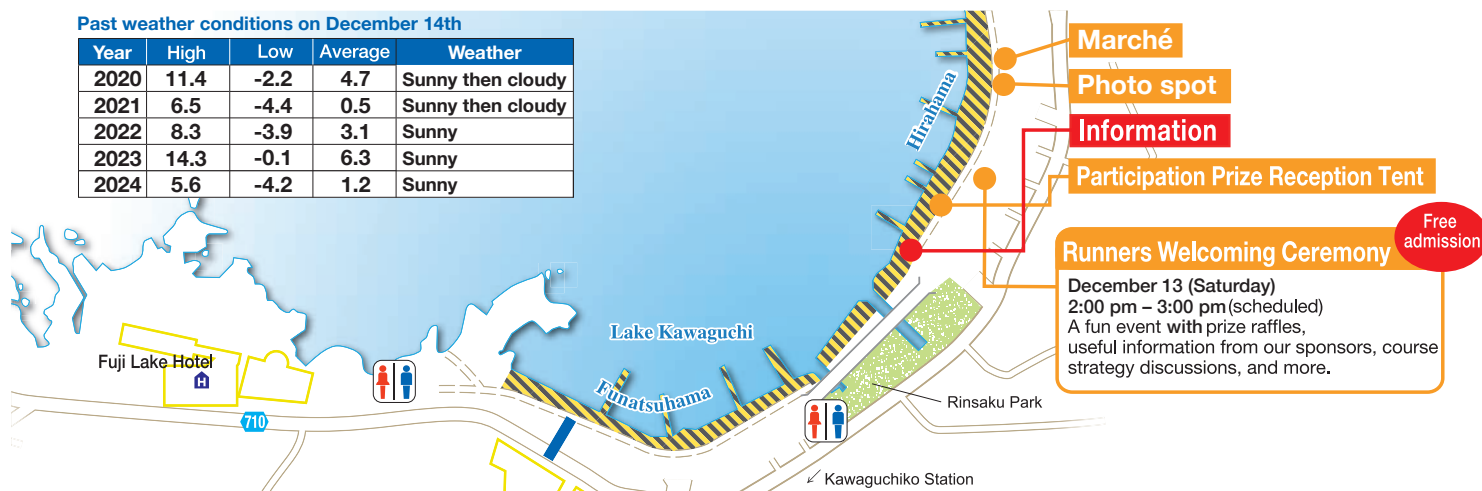 Past weather conditions on December 14th
Year High Low Average Weather
2020 11.4 -2.2 4.7 Sunny then cloudy
2021 6.5 -4.4 0.5 Sunny then cloudy
2022 8.3 -3.9 3.1 Sunny
2023 14.3 -0.1 6.3 Sunny
2024 5.6 -4.2 1.2 Sunny
Marché
Photo spot
Information
Participation Prize Reception Tent
Hirahama
Free
admission
Runners Welcoming Ceremony
December 13 (Saturday)
2:00 pm – 3:00 pm (scheduled)
A fun event with prize raffles,
useful information from our sponsors, course
strategy discussions, and more.
Lake Kawaguchi
Fuji Lake Hotel
H
Funatsuhama
Rinsaku Park
710
Kawaguchiko Station